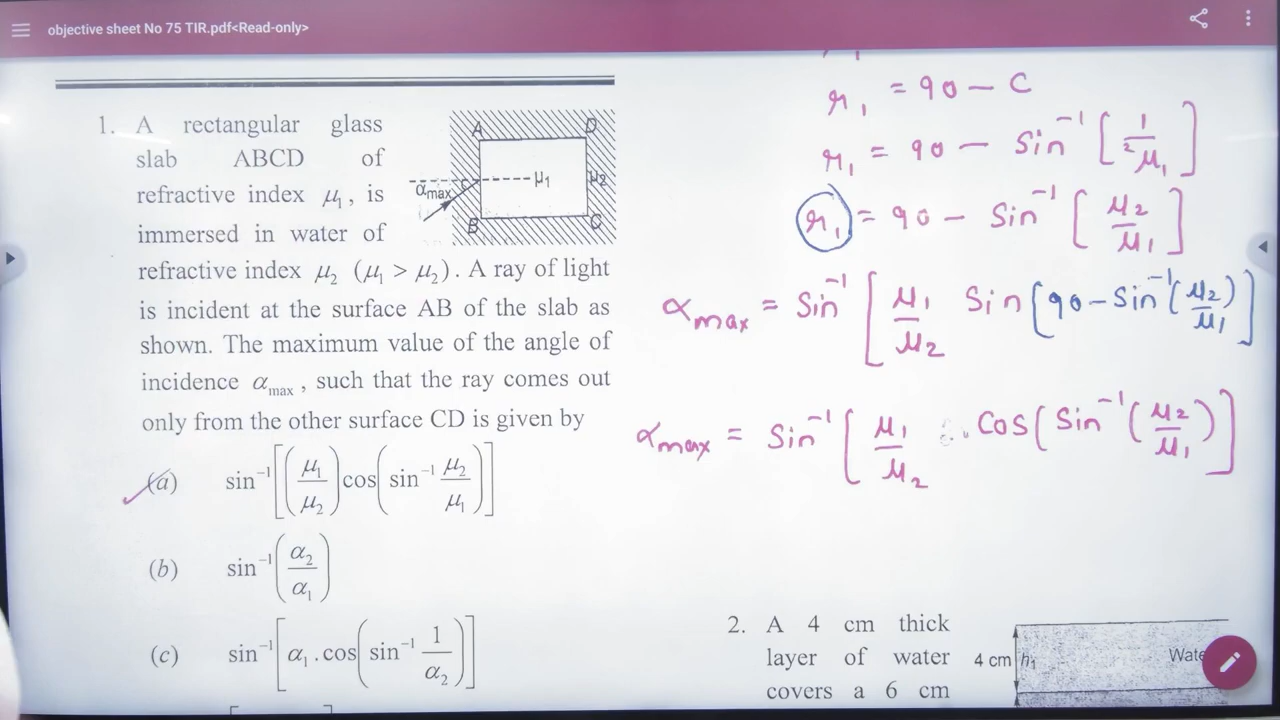 objective sheet No 75 TIR.pdf<Read-only>
1. A rectangular glass
slab ABCD of
refractive index μ₁, is
immersed in water of
refractive index μ₂ (μ₁ > μ₂). A ray of light
is incident at the surface AB of the slab as
shown. The maximum value of the angle of
incidence α_max, such that the ray comes out
only from the other surface CD is given by
A D
α_max μ₁ μ₂
B C
(a) sin⁻¹[(μ₁/μ₂)cos(sin⁻¹ μ₂/μ₁)]
(b) sin⁻¹(α₂/α₁)
(c) sin⁻¹[α₁.cos(sin⁻¹ 1/α₂)]
r₁ = 90 – C
r₁ = 90 – Sin⁻¹[1/₂μ₁]
r₁ = 90 – Sin⁻¹[μ₂/μ₁]
α_max = Sin⁻¹[μ₁/μ₂ Sin[90–Sin⁻¹(μ₂/μ₁)]
α_max = Sin⁻¹[μ₁/μ₂ . Cos(Sin⁻¹(μ₂/μ₁)]
2. A 4 cm thick
layer of water
covers a 6 cm
4 cm h₁ Wate